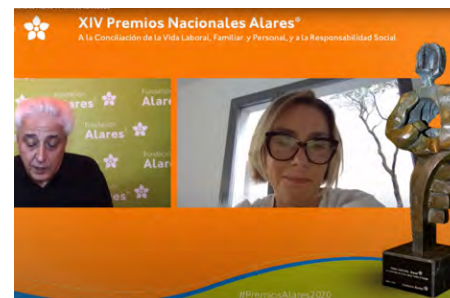 XIV Premios Nacionales Alares®
A la Conciliación de la Vida Laboral, Familiar y Personal, y a la Responsabilidad Social
Fundación
Alares
Fundación
Alares
Fundación
Alares
#PremiosAlares2020